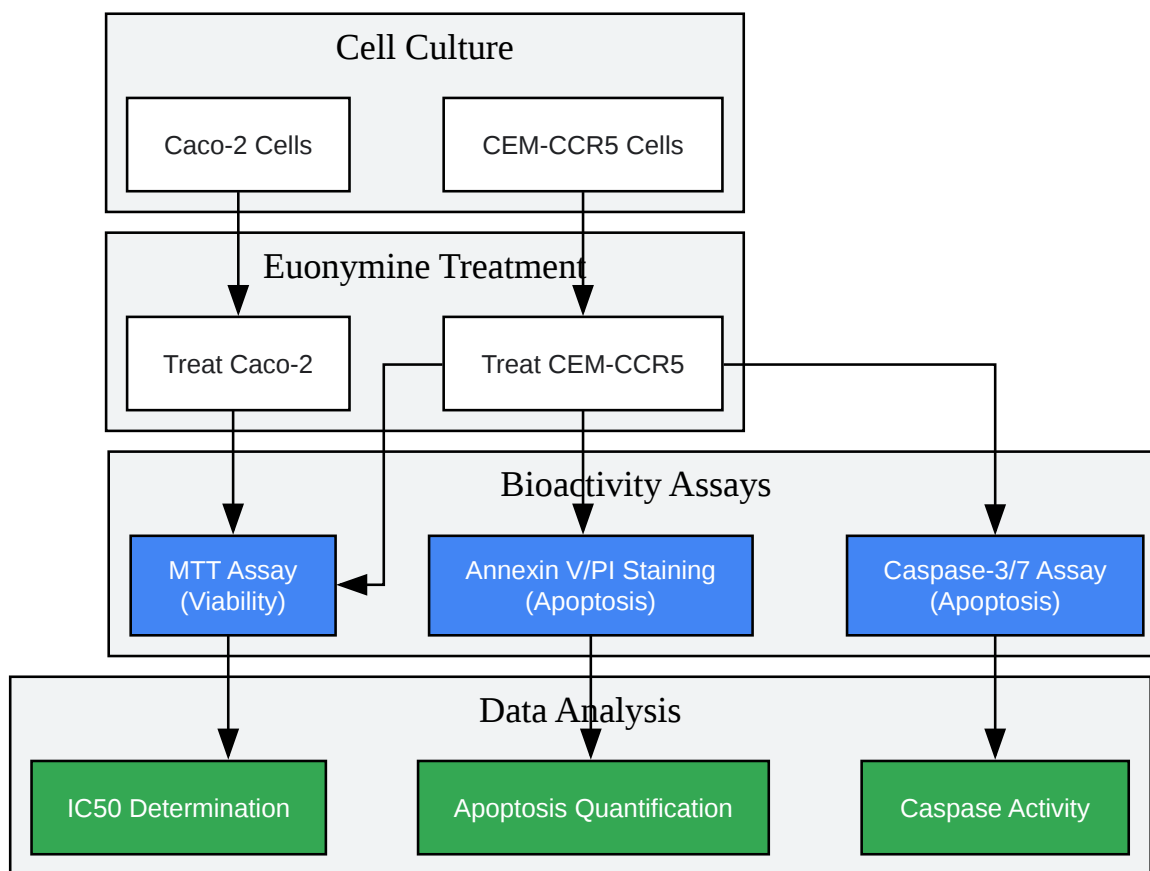 Cell Culture
Caco-2 Cells
CEM-CCR5 Cells
Euonymine Treatment
Treat Caco-2
Treat CEM-CCR5
Bioactivity Assays
MTT Assay
(Viability)
Annexin V/PI Staining
(Apoptosis)
Caspase-3/7 Assay
(Apoptosis)
Data Analysis
IC50 Determination
Apoptosis Quantification
Caspase Activity